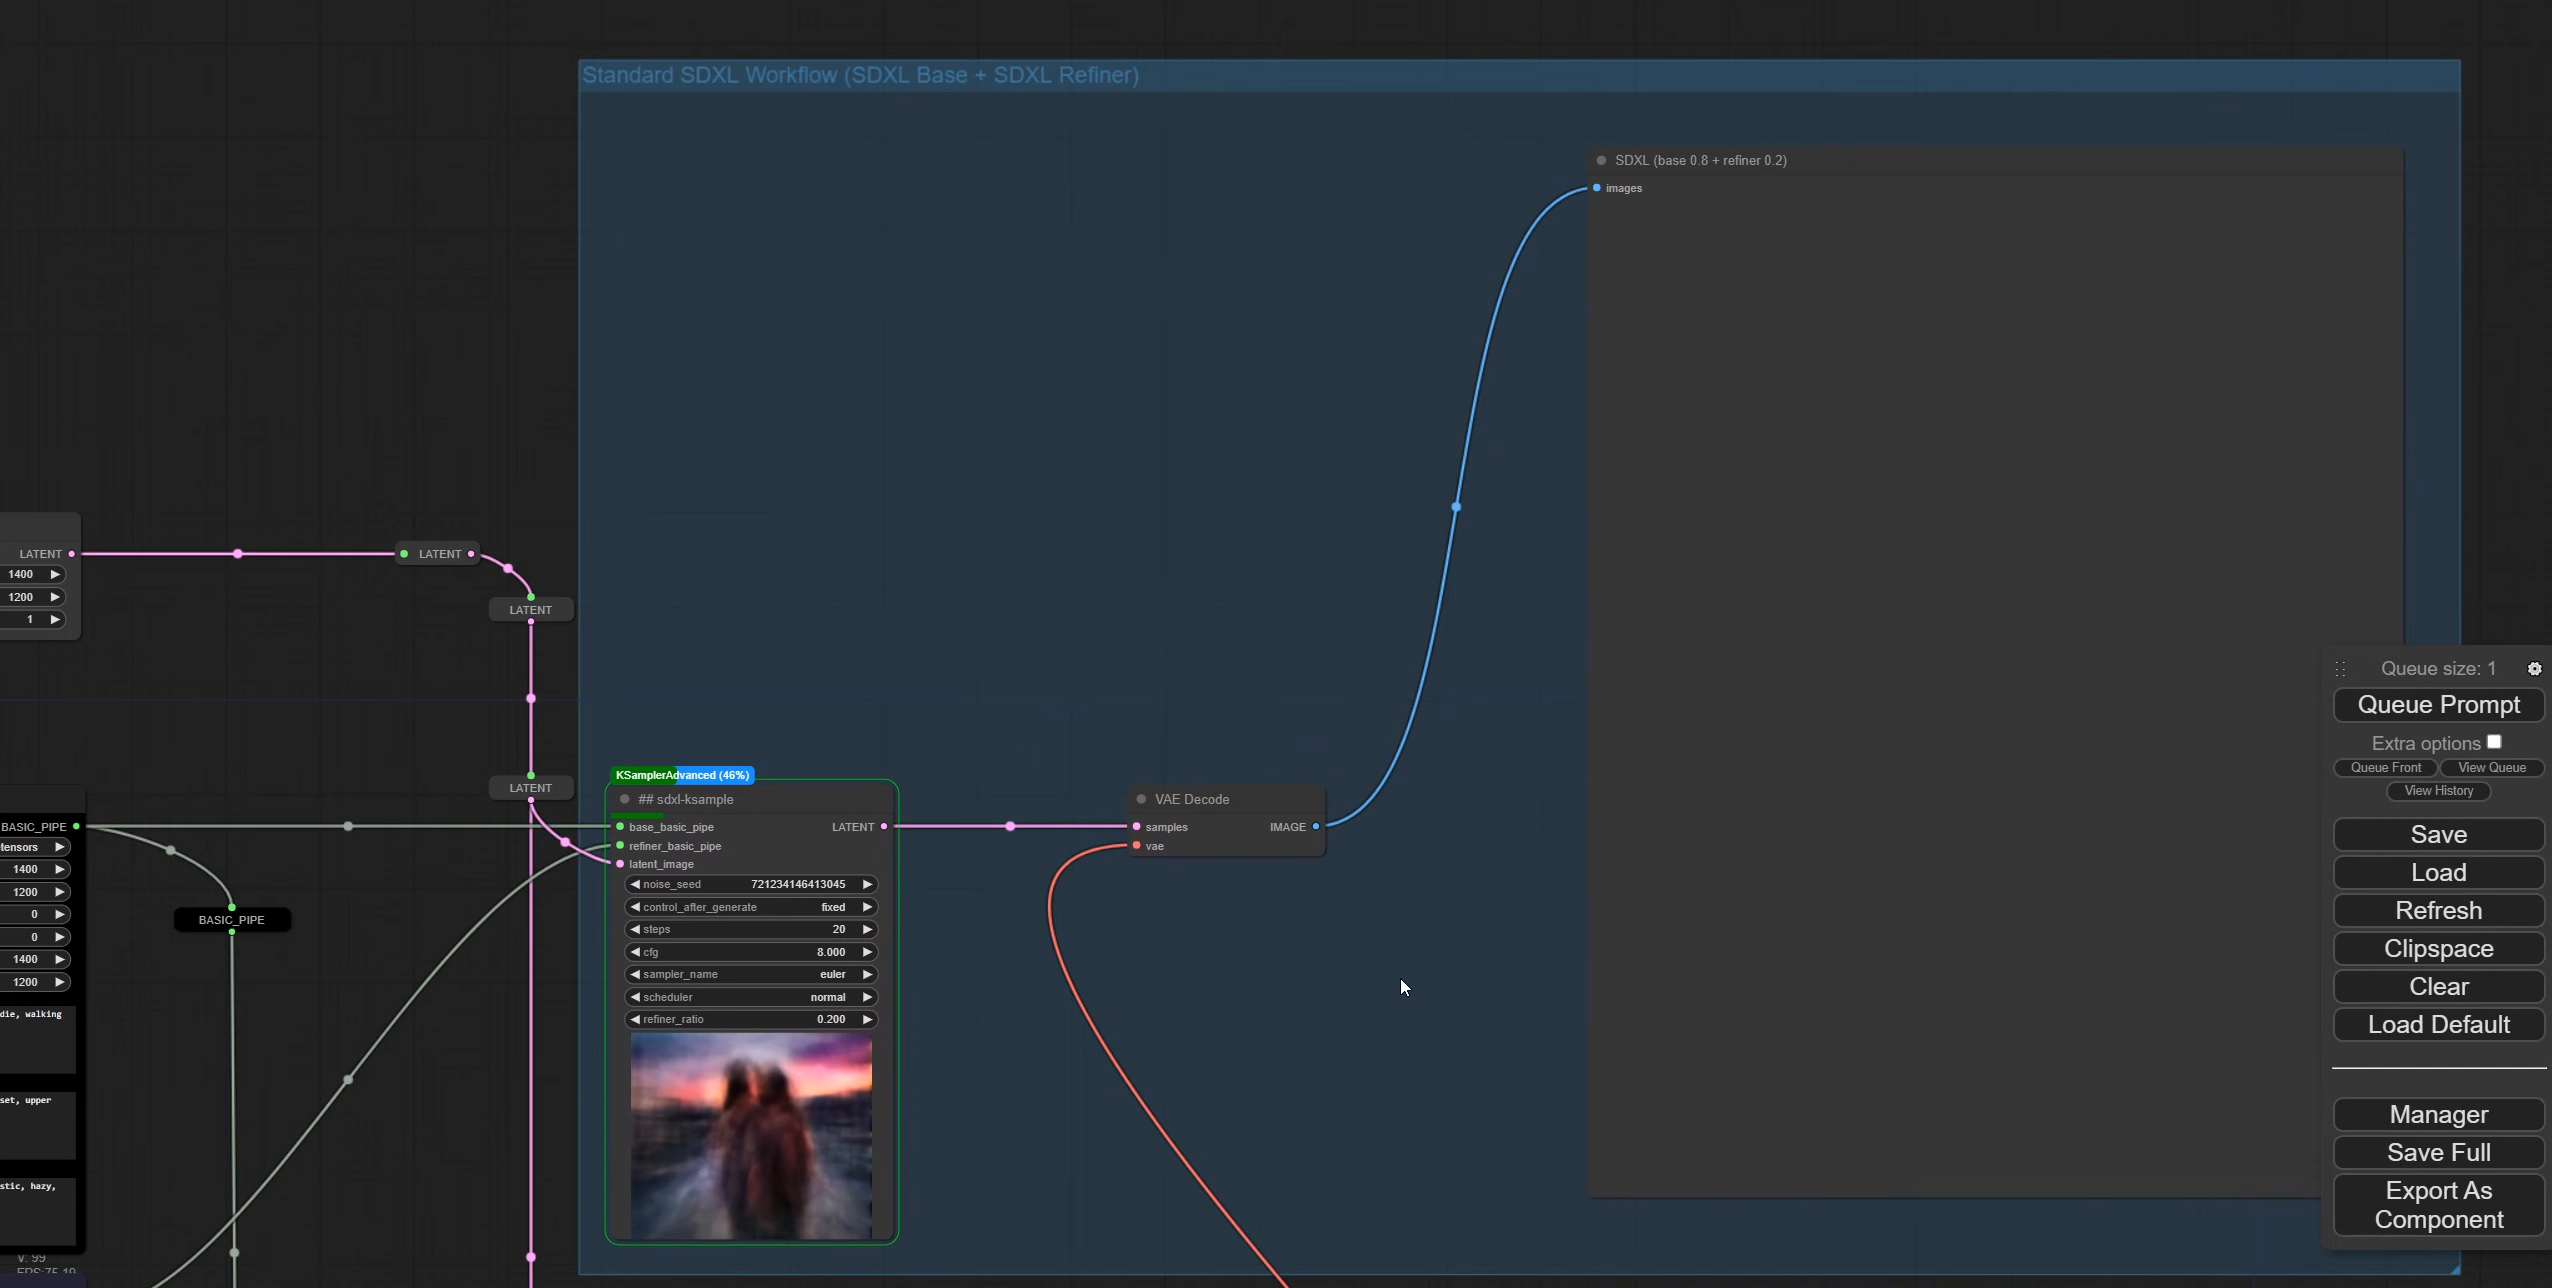 Standard SDXL Workflow (SDXL Base + SDXL Refiner)
SDXL (base 0.8 + refiner 0.2)
images
LATENT
1400
1200
1
LATENT
LATENT
LATENT
BASIC_PIPE
tensors
1400
1200
0
0
1400
1200
die, walking
set, upper
stic, hazy,
V: 99
FPS:75.19
BASIC_PIPE
KSamplerAdvanced (46%)
## sdxl-ksample
base_basic_pipe LATENT
refiner_basic_pipe
latent_image
noise_seed 721234146413045
control_after_generate fixed
steps 20
cfg 8.000
sampler_name euler
scheduler normal
refiner_ratio 0.200
VAE Decode
samples IMAGE
vae
Queue size: 1
Queue Prompt
Extra options
Queue Front View Queue
View History
Save
Load
Refresh
Clipspace
Clear
Load Default
Manager
Save Full
Export As
Component